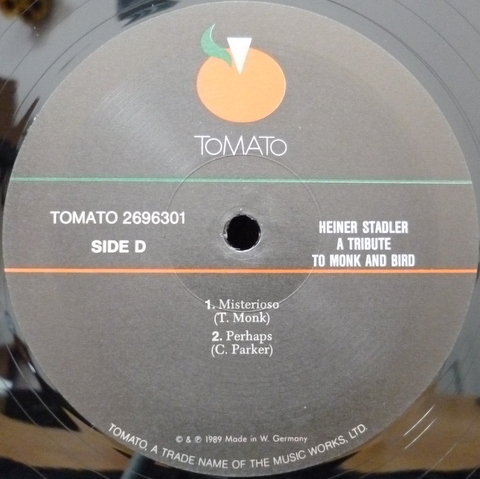 ToMATo
TOMATO 2696301
SIDE D
HEINER STADLER
A TRIBUTE
TO MONK AND BIRD
1. Misterioso
(T. Monk)
2. Perhaps
(C. Parker)
© & ℗ 1989 Made in W. Germany
TOMATO, A TRADE NAME OF THE MUSIC WORKS, LTD.